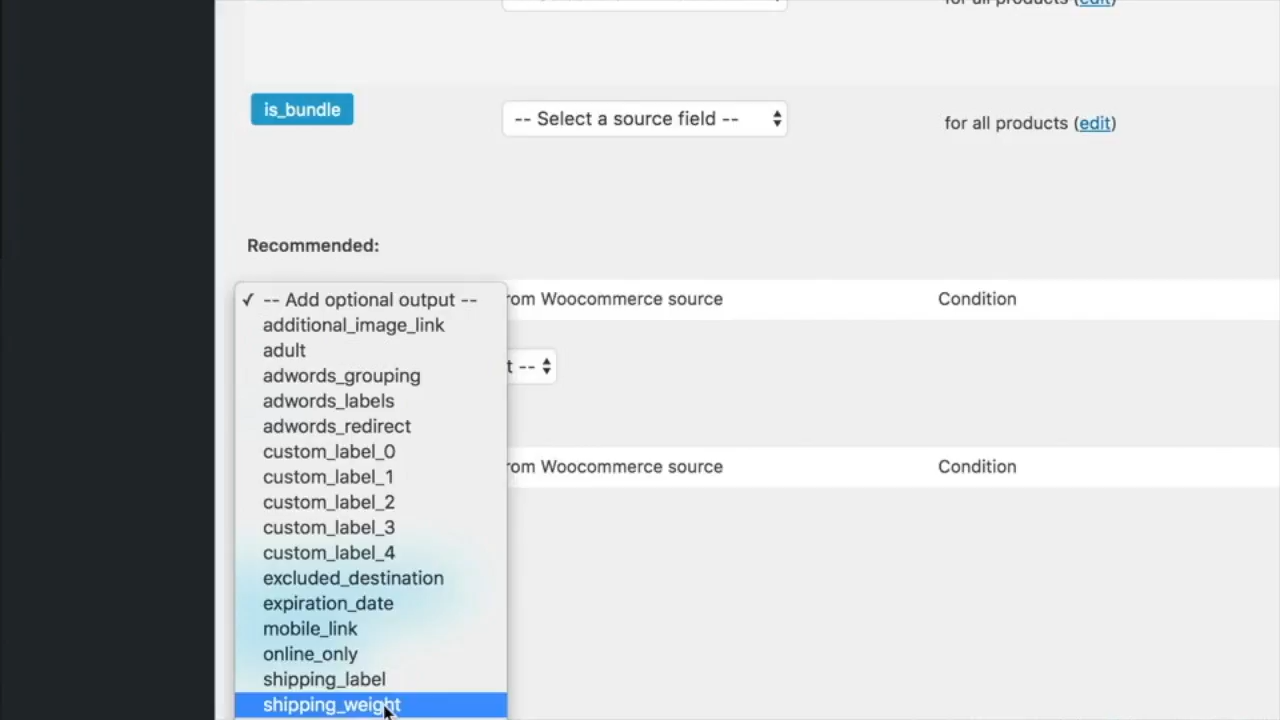 for all products (edit)
is_bundle
-- Select a source field --
for all products (edit)
Recommended:
✓ -- Add optional output --
rom Woocommerce source
Condition
additional_image_link
adult
t --
adwords_grouping
adwords_labels
adwords_redirect
custom_label_0
rom Woocommerce source
Condition
custom_label_1
custom_label_2
custom_label_3
custom_label_4
excluded_destination
expiration_date
mobile_link
online_only
shipping_label
shipping_weight